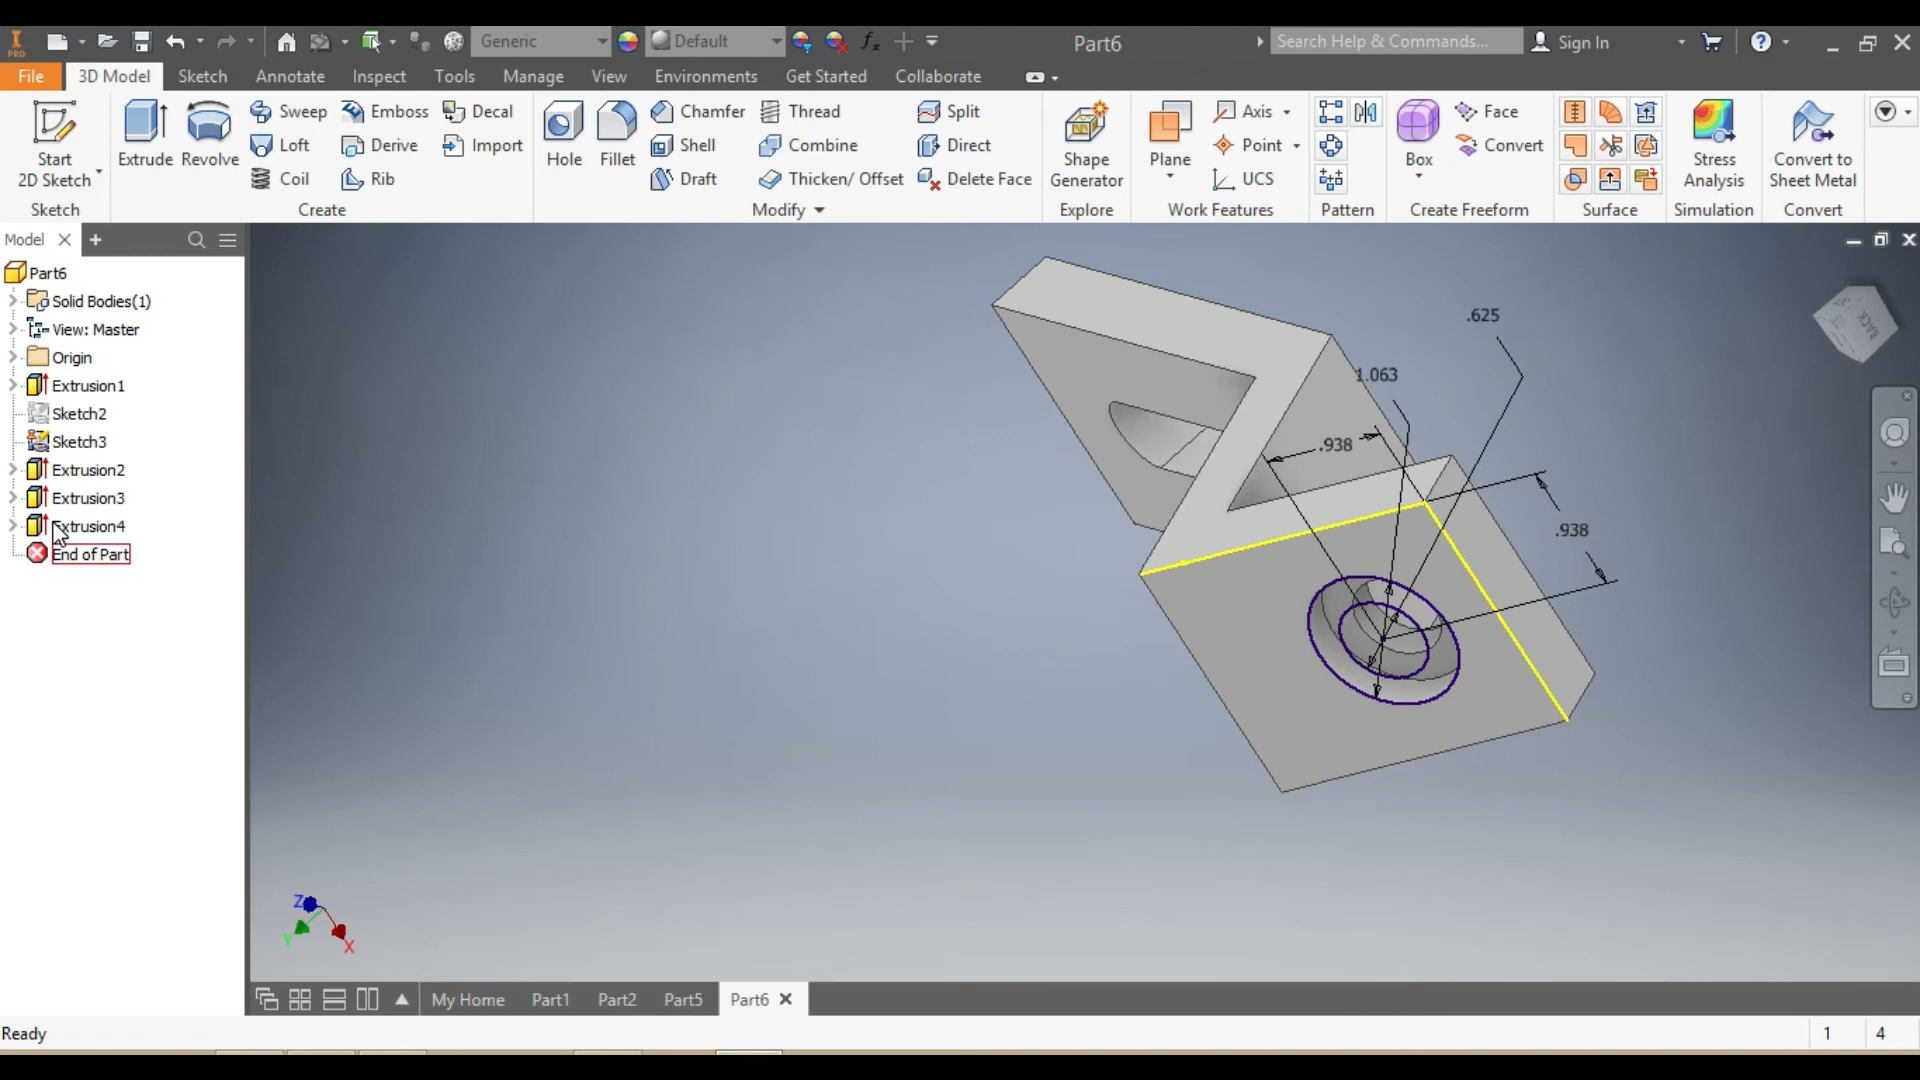 PRO
Generic
Default
fx
Part6
Search Help & Commands...
Sign In
File
3D Model
Sketch
Annotate
Inspect
Tools
Manage
View
Environments
Get Started
Collaborate
Start
2D Sketch
Extrude
Revolve
Sweep
Loft
Coil
Emboss
Derive
Rib
Decal
Import
Hole
Fillet
Chamfer
Shell
Draft
Thread
Combine
Thicken/ Offset
Split
Direct
Delete Face
Shape
Generator
Plane
Axis
Point
UCS
Box
Face
Convert
Stress
Analysis
Convert to
Sheet Metal
Sketch
Create
Modify
Explore
Work Features
Pattern
Create Freeform
Surface
Simulation
Convert
Model
Part6
Solid Bodies(1)
View: Master
Origin
Extrusion1
Sketch2
Sketch3
Extrusion2
Extrusion3
Extrusion4
End of Part
.625
1.063
.938
.938
BACK
Z
Y
X
My Home
Part1
Part2
Part5
Part6
Ready
1
4